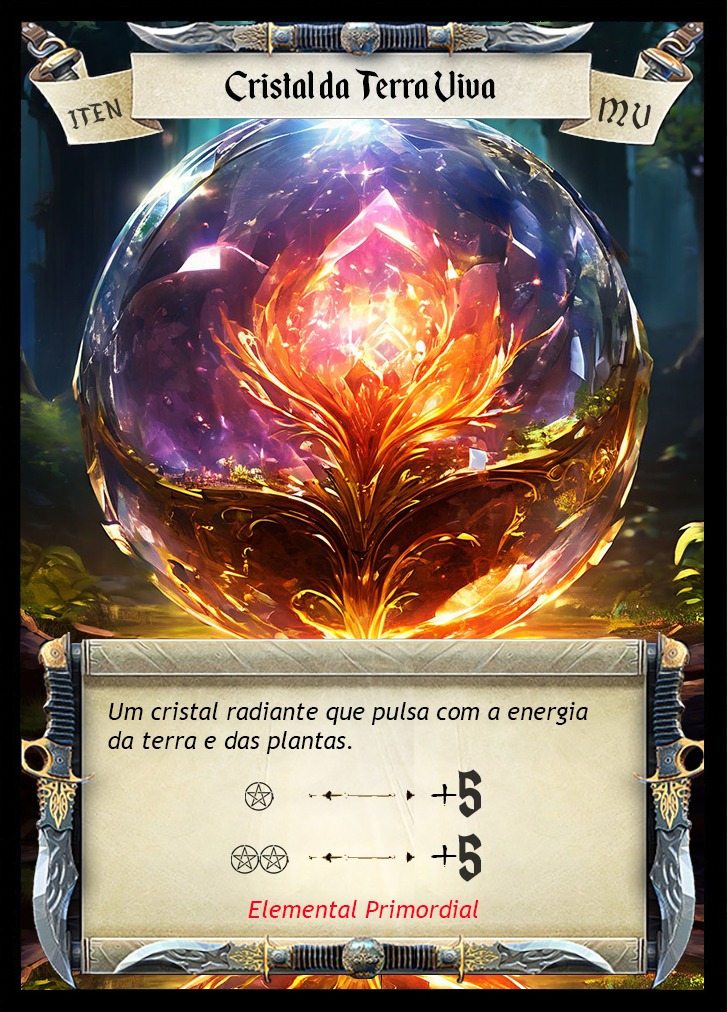 Cristal da Terra Viva
ITEN
MV
Um cristal radiante que pulsa com a energia
da terra e das plantas.
+5
+5
Elemental Primordial